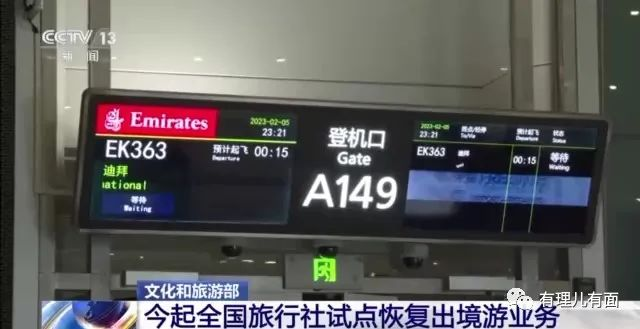 CCTV 13
新闻
Emirates
2023-02-05
23:21
EK363
预计起飞
Departure
00:15
迪拜
national
等待
Waiting
登机口
Gate
A149
2023-02-05
23:21
To/Via
预计起飞
Departure
状态
Status
EK363
迪拜
00:15
等待
Waiting
文化和旅游部
今起全国旅行社试点恢复出境游业务
有理儿有面